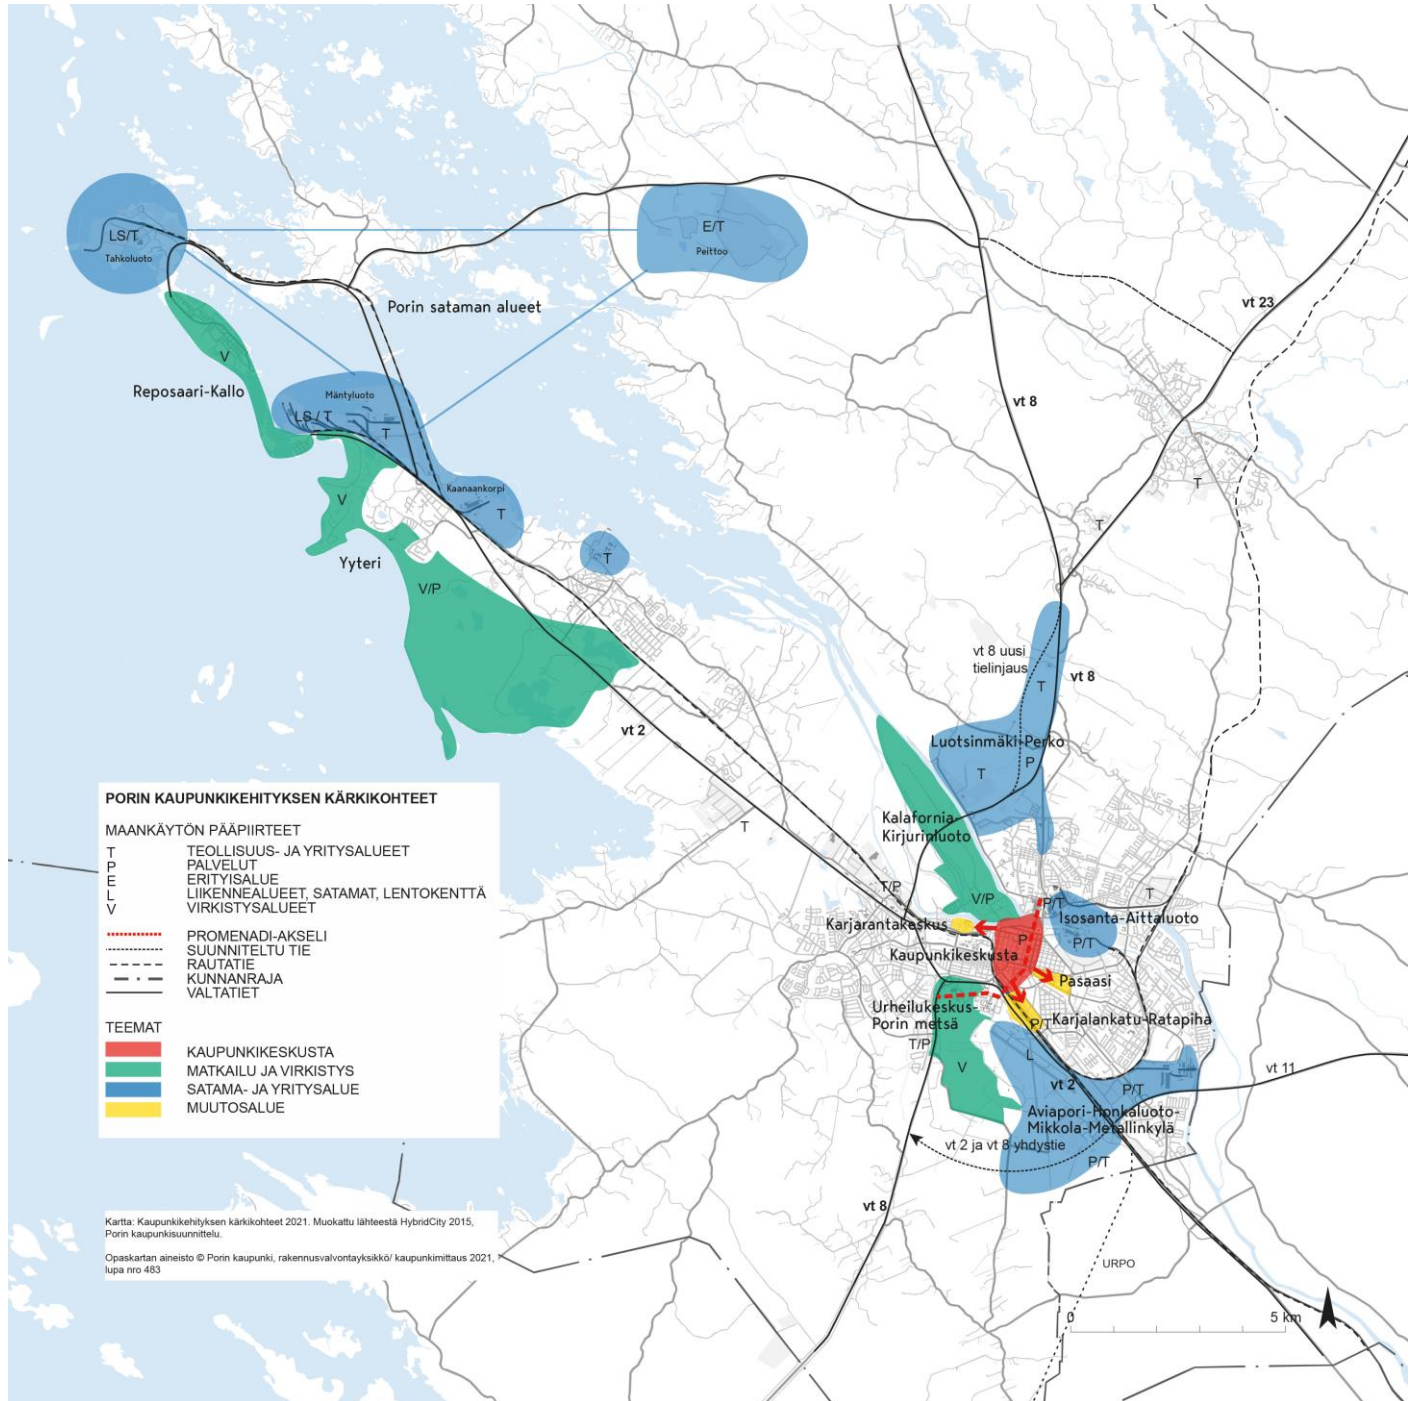 LS/T
Tahkoluoto
E/T
Peittoo
Porin sataman alueet
vt 23
V
Reposaari-Kallo
Mäntyluoto
LS / T
T
vt 8
Kaanaankorpi
T
V
T
T
T
Yyteri
V/P
vt 8 uusi
tielinjaus
T
vt 8
vt 2
Luotsinmäki-Perko
P
T
Kalafornia-
Kirjurinluoto
T
T/P
V/P
T
P/T
Isosanta-Aittaluoto
Karjarantakeskus
P
P/T
Kaupunkikeskusta
Pasaasi
Urheilukeskus-
Porin metsä
P/T
Karjalankatu-Ratapiha
T/P
L
V
vt 2
P/T
vt 11
Aviapori-Honkaluoto-
Mikkola-Metallinkylä
vt 2 ja vt 8 yhdystie
P/T
vt 8
URPO
0
5 km
PORIN KAUPUNKIKEHITYKSEN KÄRKIKOHTEET
MAANKÄYTÖN PÄÄPIIRTEET
T TEOLLISUUS- JA YRITYSALUEET
P PALVELUT
E ERITYISALUE
L LIIKENNEALUEET, SATAMAT, LENTOKENTTÄ
V VIRKISTYSALUEET
PROMENADI-AKSELI
SUUNNITELTU TIE
RAUTATIE
KUNNANRAJA
VALTATIET
TEEMAT
KAUPUNKIKESKUSTA
MATKAILU JA VIRKISTYS
SATAMA- JA YRITYSALUE
MUUTOSALUE
Kartta: Kaupunkikehityksen kärkikohteet 2021. Muokattu lähteestä HybridCity 2015,
Porin kaupunkisuunnittelu.
Opaskartan aineisto © Porin kaupunki, rakennusvalvontayksikkö/ kaupunkimittaus 2021,
lupa nro 483